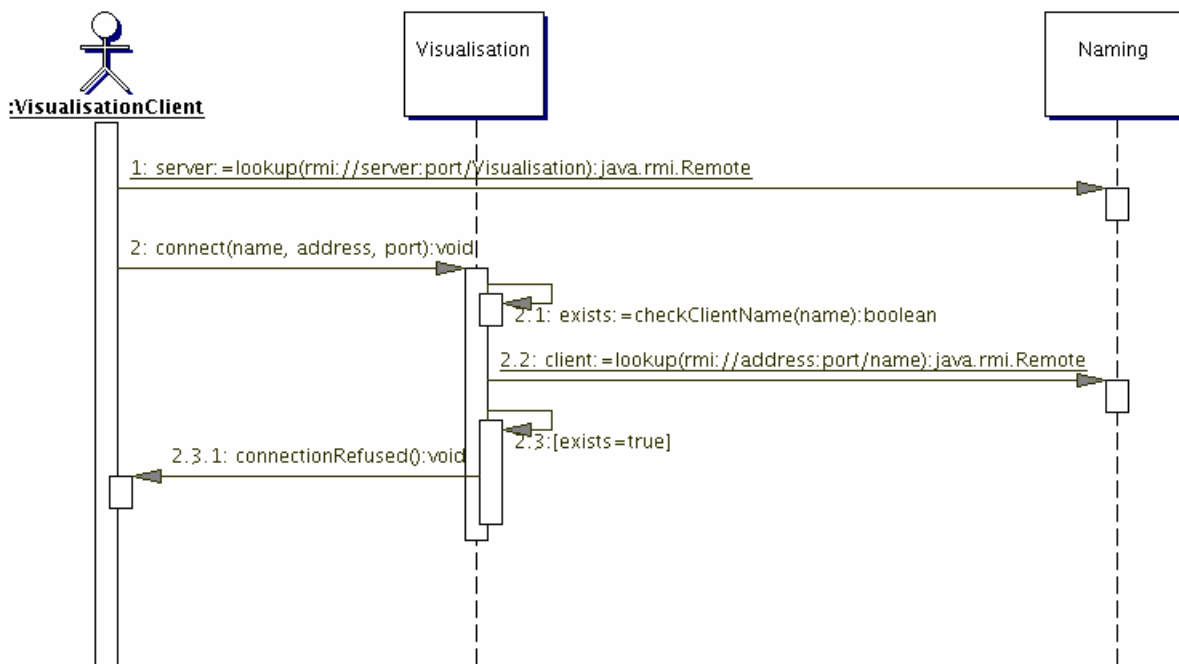 Visualisation
Naming
:VisualisationClient
1: server:=lookup(rmi://server:port/Visualisation):java.rmi.Remote
2: connect(name, address, port):void
2.1: exists:=checkClientName(name):boolean
2.2: client:=lookup(rmi://address:port/name):java.rmi.Remote
2.3:[exists=true]
2.3.1: connectionRefused():void